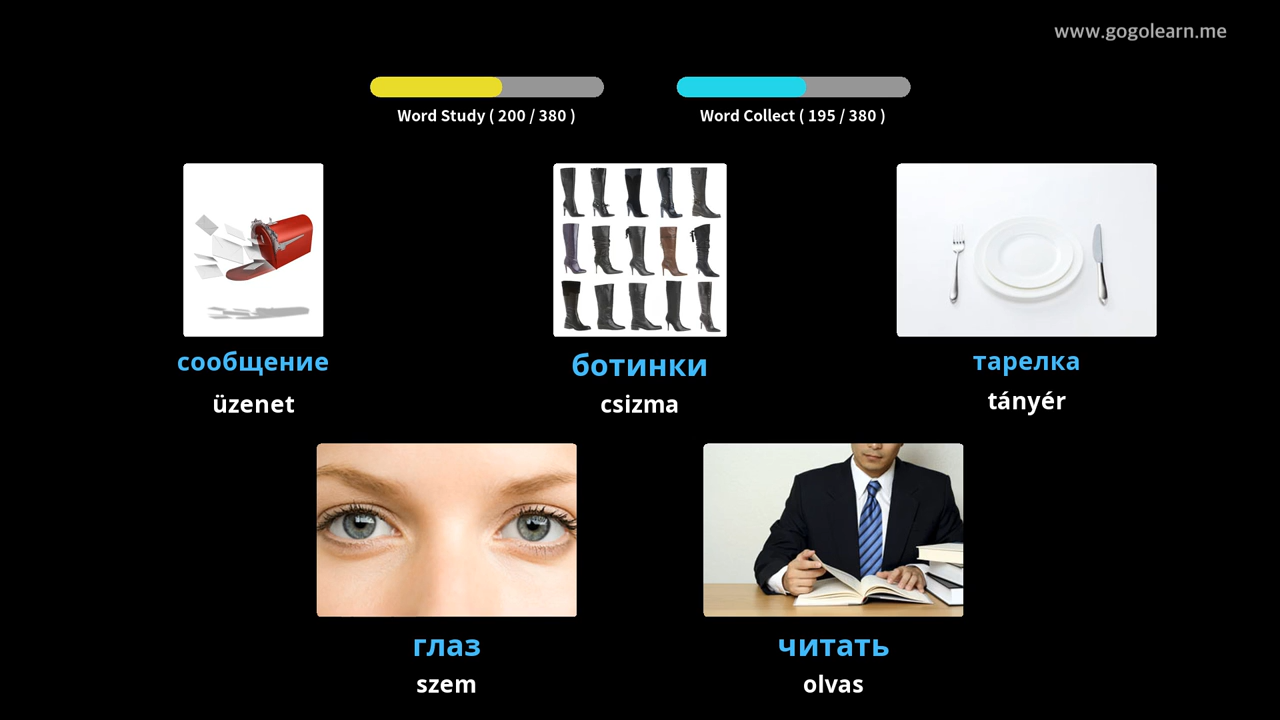 www.gogolearn.me
Word Study ( 200 / 380 )
Word Collect ( 195 / 380 )
сообщение
üzenet
ботинки
csizma
тарелка
tányér
глаз
szem
читать
olvas